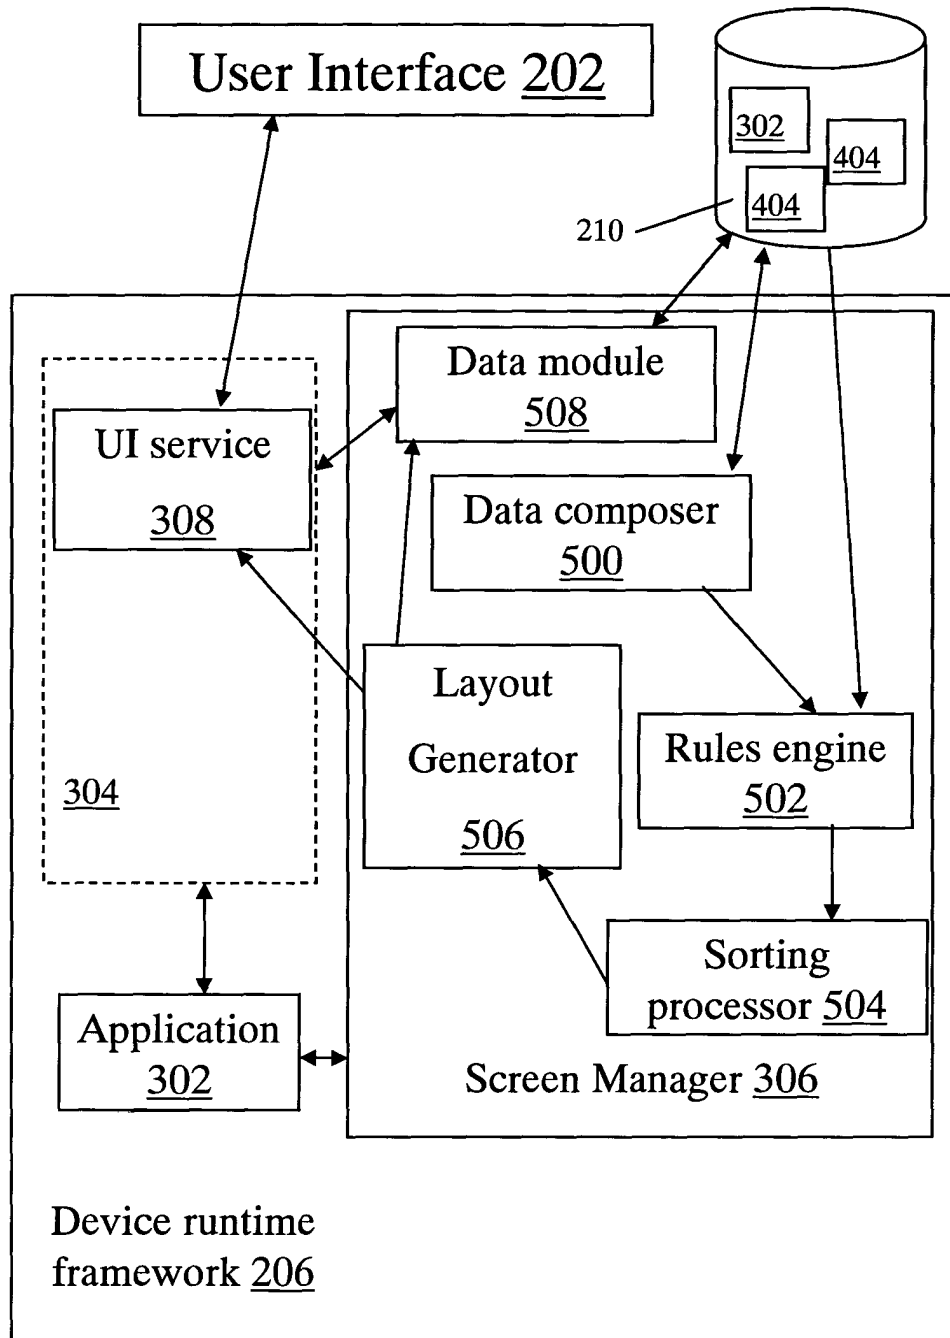 User Interface 202
302
404
404
210
Data module
508
UI service
308
Data composer
500
Layout
Generator
506
Rules engine
502
304
Sorting
processor 504
Application
302
Screen Manager 306
Device runtime
framework 206